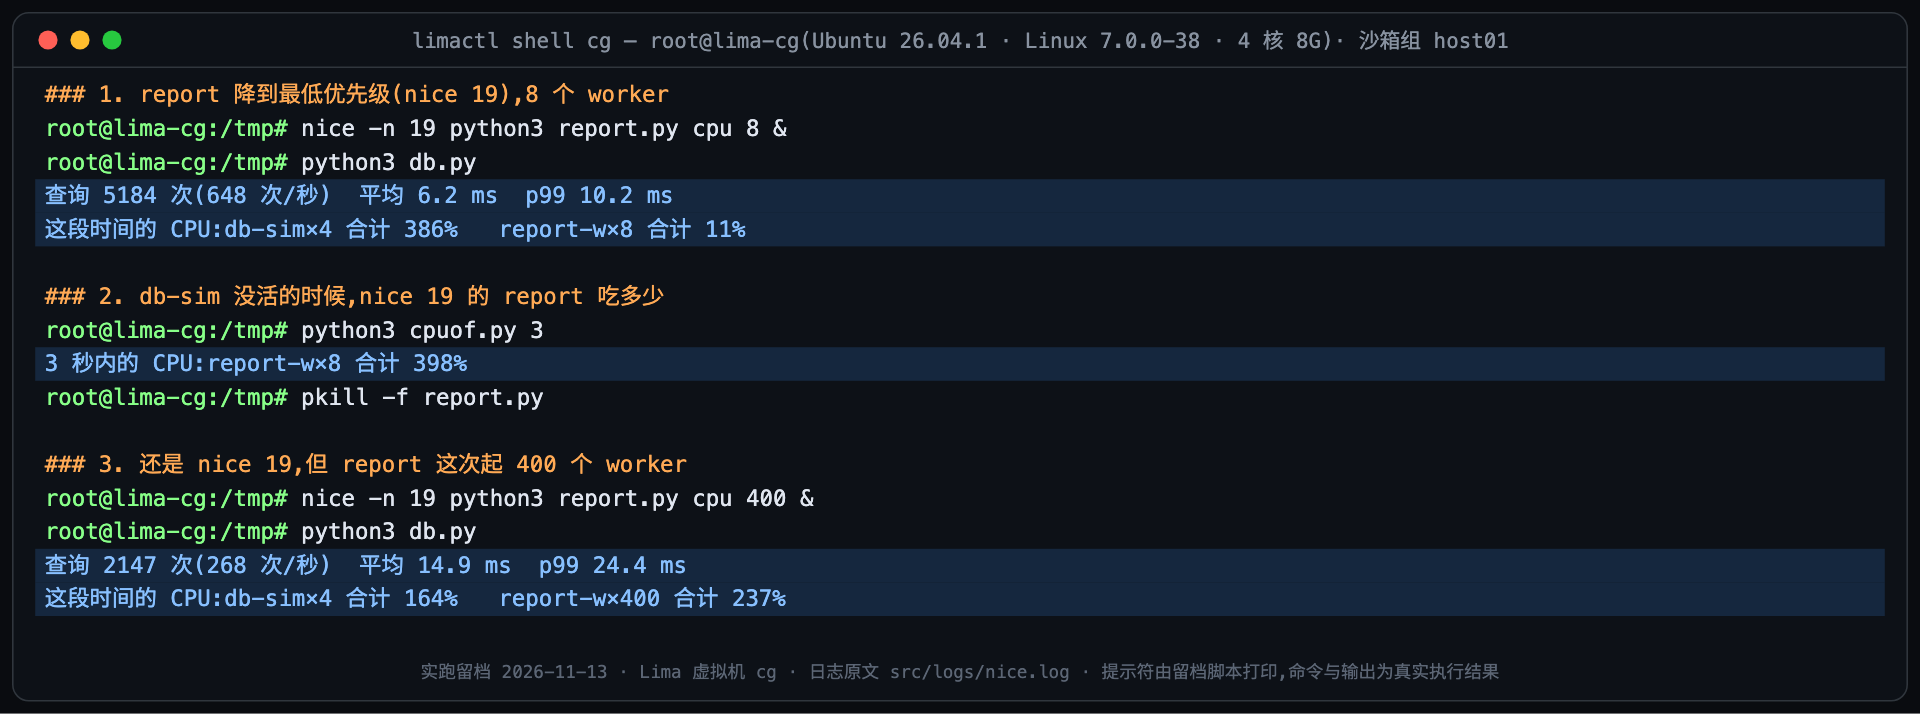 limactl shell cg — root@lima-cg(Ubuntu 26.04.1 · Linux 7.0.0-38 · 4 核 8G)· 沙箱组 host01
### 1. report 降到最低优先级(nice 19),8 个 worker
root@lima-cg:/tmp# nice -n 19 python3 report.py cpu 8 &
root@lima-cg:/tmp# python3 db.py
查询 5184 次(648 次/秒)  平均 6.2 ms  p99 10.2 ms
这段时间的 CPU:db-sim×4 合计 386%   report-w×8 合计 11%
### 2. db-sim 没活的时候,nice 19 的 report 吃多少
root@lima-cg:/tmp# python3 cpuof.py 3
3 秒内的 CPU:report-w×8 合计 398%
root@lima-cg:/tmp# pkill -f report.py
### 3. 还是 nice 19,但 report 这次起 400 个 worker
root@lima-cg:/tmp# nice -n 19 python3 report.py cpu 400 &
root@lima-cg:/tmp# python3 db.py
查询 2147 次(268 次/秒)  平均 14.9 ms  p99 24.4 ms
这段时间的 CPU:db-sim×4 合计 164%   report-w×400 合计 237%
实跑留档 2026-11-13 · Lima 虚拟机 cg · 日志原文 src/logs/nice.log · 提示符由留档脚本打印,命令与输出为真实执行结果